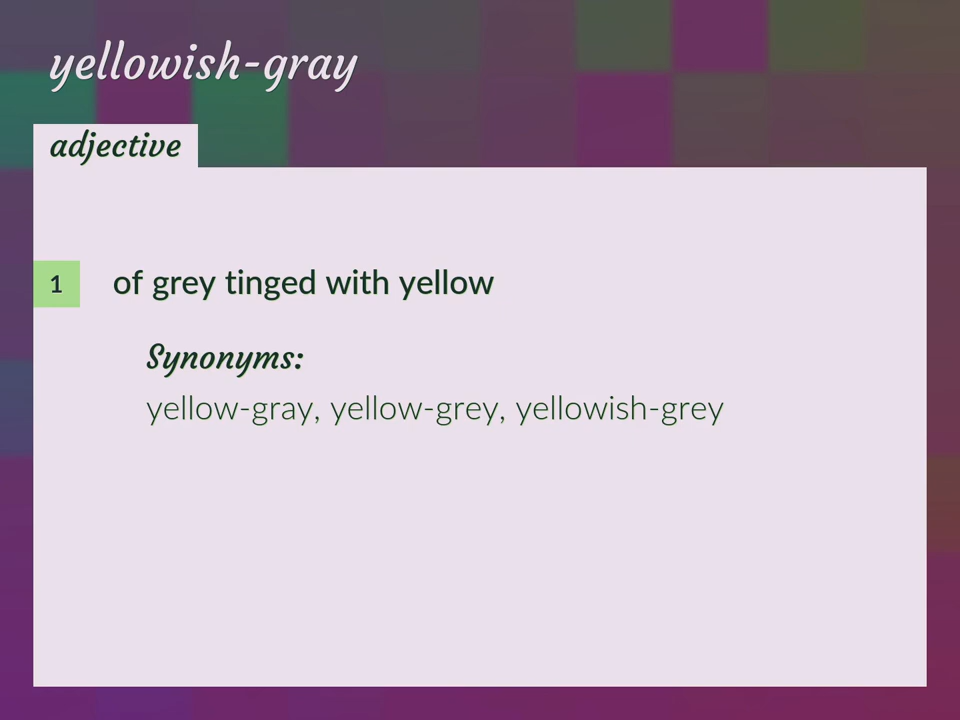 yellowish-gray
adjective
1
of grey tinged with yellow
Synonyms:
yellow-gray, yellow-grey, yellowish-grey